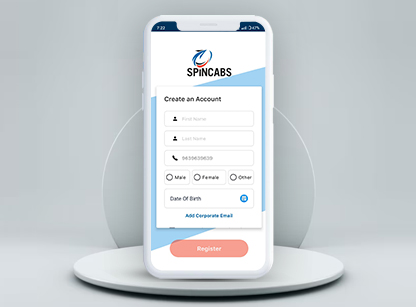 7:22
SPINCABS
Create an Account
First Name
Last Name
9639639639
Male Female Other
Date Of Birth
Add Corporate Email
Register